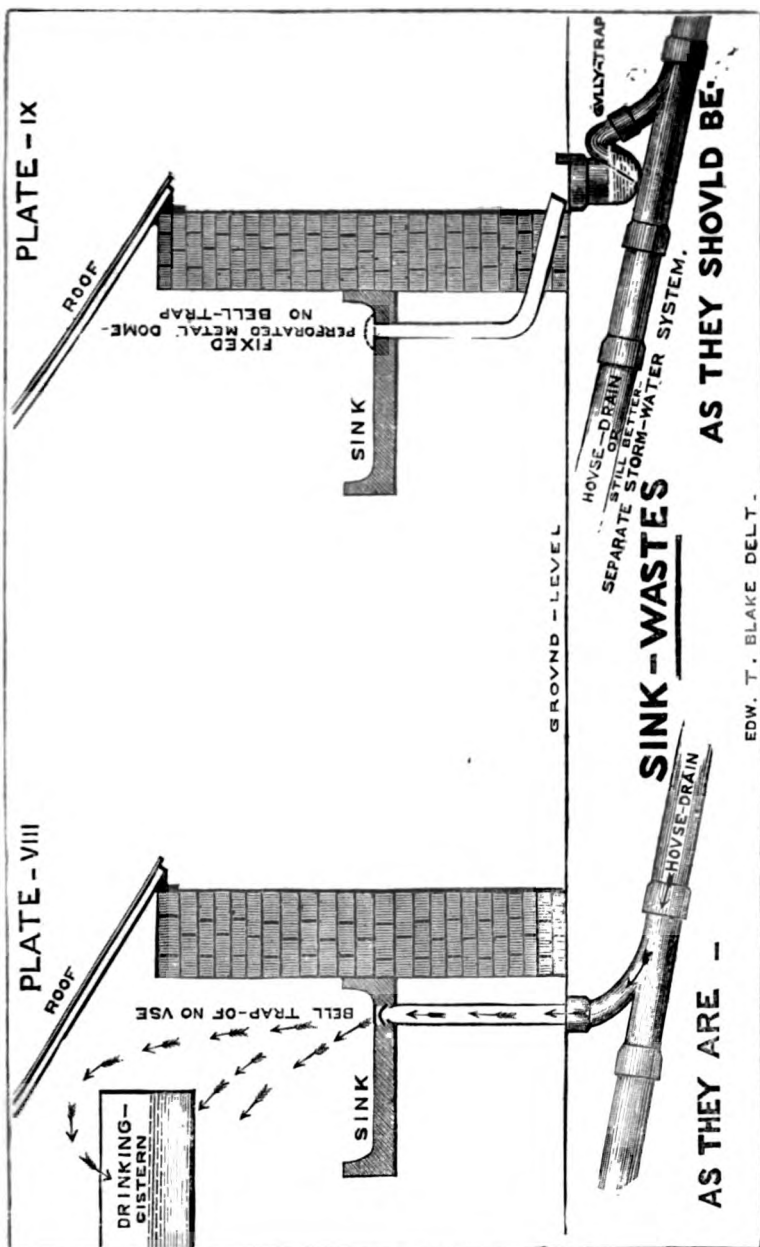 PLATE - VIII
ROOF
DRINKING-
CISTERN
BELL TRAP-OF NO VSE
SINK
HOVSE-DRAIN
AS THEY ARE -
PLATE - IX
ROOF
FIXED
PERFORATED METAL DOME-
NO BELL-TRAP
SINK
GROVND - LEVEL
GVLLY-TRAP
HOVSE-DRAIN
OR
STILL BETTER-
SEPARATE STORM-WATER SYSTEM.
SINK-WASTES
AS THEY SHOVLD BE.
EDW. T. BLAKE DELT.